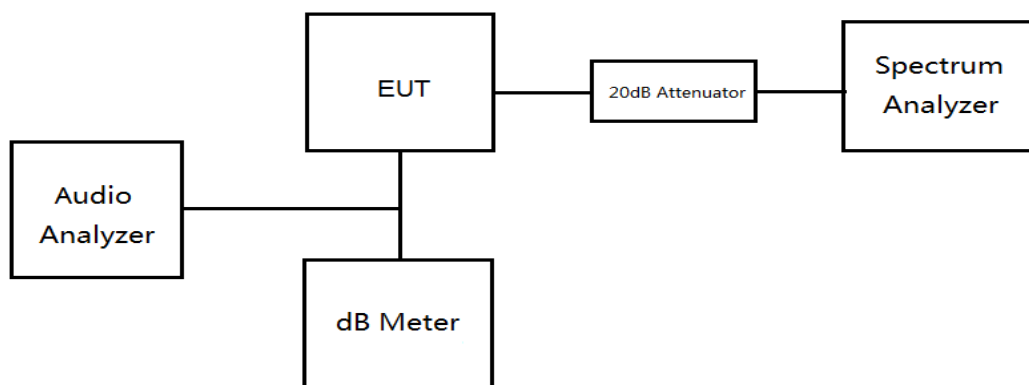 EUT
20dB Attenuator
Spectrum
Analyzer
Audio
Analyzer
dB Meter